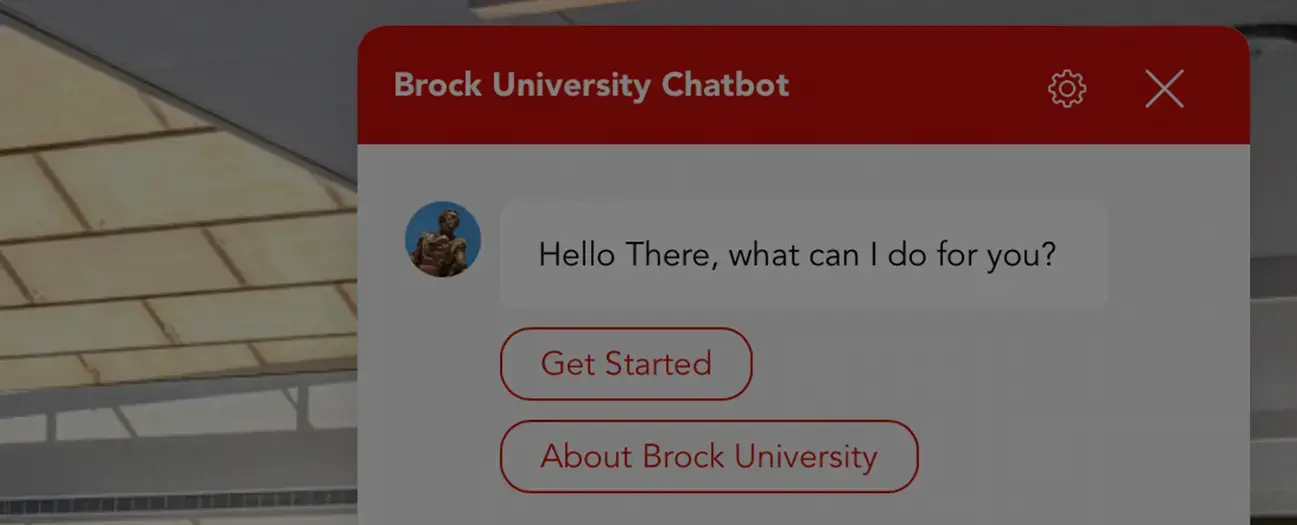 Brock University Chatbot
Hello There, what can I do for you?
Get Started
About Brock University